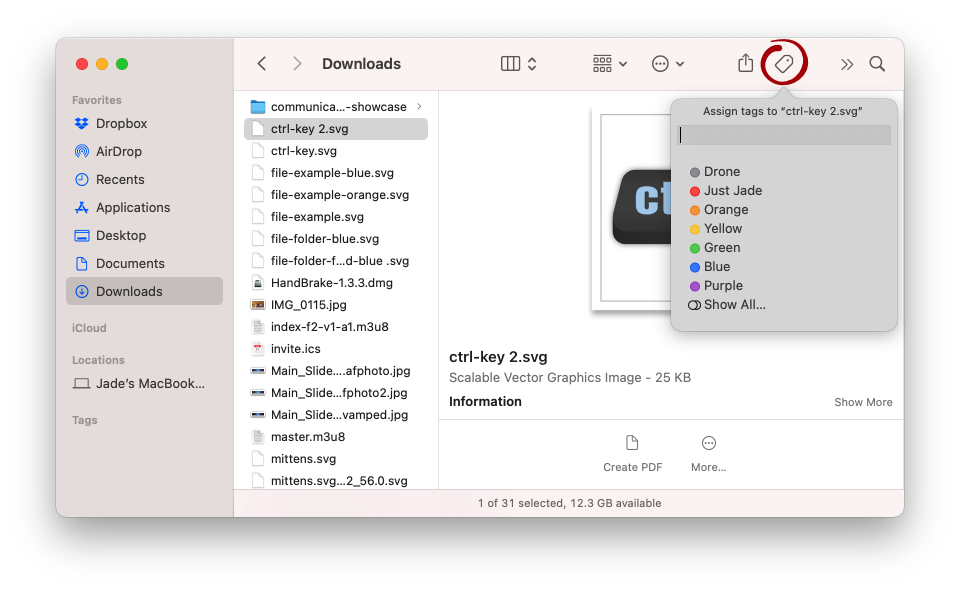 Downloads
Favorites
Dropbox
AirDrop
Recents
Applications
Desktop
Documents
Downloads
iCloud
Locations
Jade's MacBook...
Tags
communica...-showcase
ctrl-key 2.svg
ctrl-key.svg
file-example-blue.svg
file-example-orange.svg
file-example.svg
file-folder-blue.svg
file-folder-f...d-blue .svg
HandBrake-1.3.3.dmg
IMG_0115.jpg
index-f2-v1-a1.m3u8
invite.ics
Main_Slide....afphoto.jpg
Main_Slide...fphoto2.jpg
Main_Slide...vamped.jpg
master.m3u8
mittens.svg
mittens.svg...2_56.0.svg
ct
Assign tags to “ctrl-key 2.svg”
Drone
Just Jade
Orange
Yellow
Green
Blue
Purple
Show All...
ctrl-key 2.svg
Scalable Vector Graphics Image - 25 KB
Information
Show More
Create PDF
More...
1 of 31 selected, 12.3 GB available